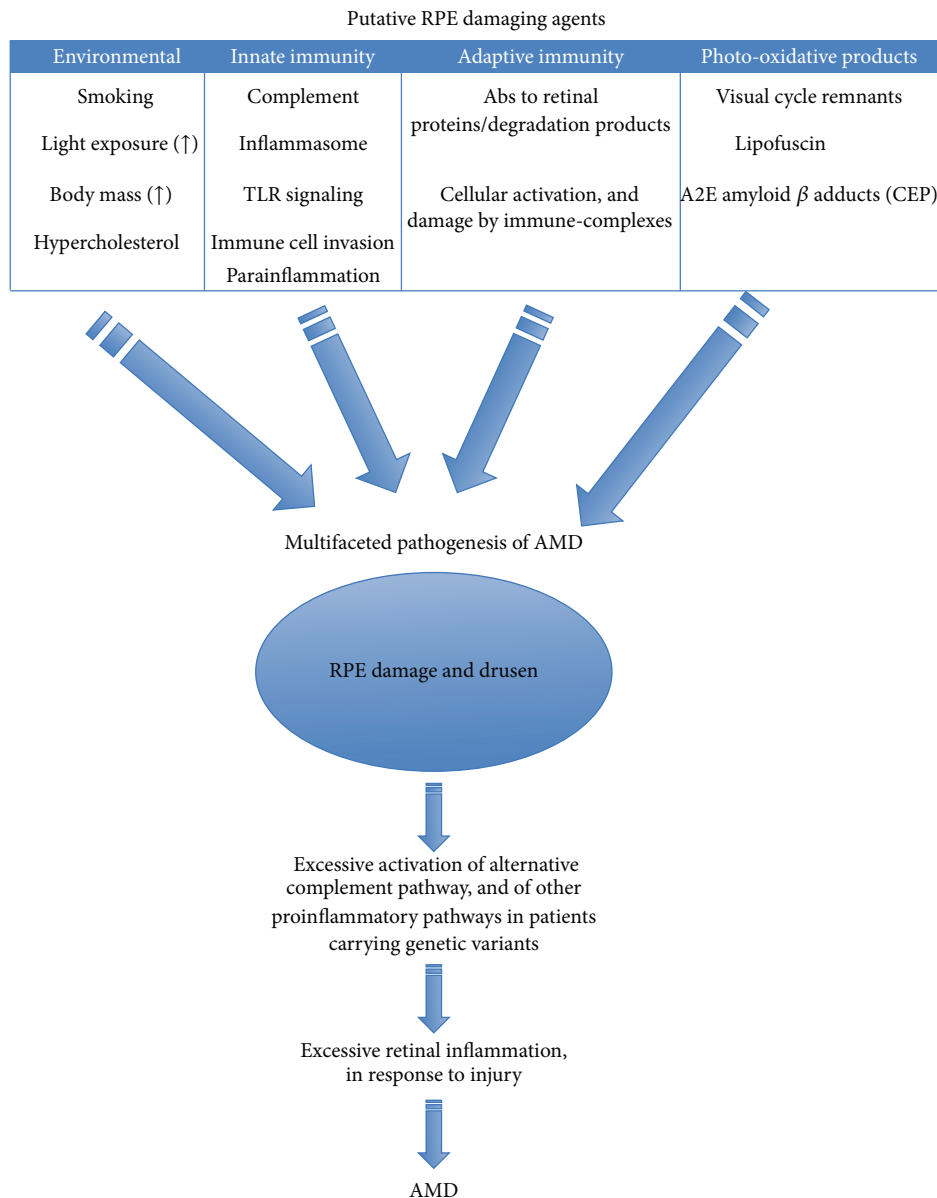 Putative RPE damaging agents
Environmental
Innate immunity
Adaptive immunity
Photo-oxidative products
Smoking
Light exposure (↑)
Body mass (↑)
Hypercholesterol
Complement
Inflammasome
TLR signaling
Immune cell invasion
Parainflammation
Abs to retinal
proteins/degradation products
Cellular activation, and
damage by immune-complexes
Visual cycle remnants
Lipofuscin
A2E amyloid β adducts (CEP)
Multifaceted pathogenesis of AMD
RPE damage and drusen
Excessive activation of alternative
complement pathway, and of other
proinflammatory pathways in patients
carrying genetic variants
Excessive retinal inflammation,
in response to injury
AMD